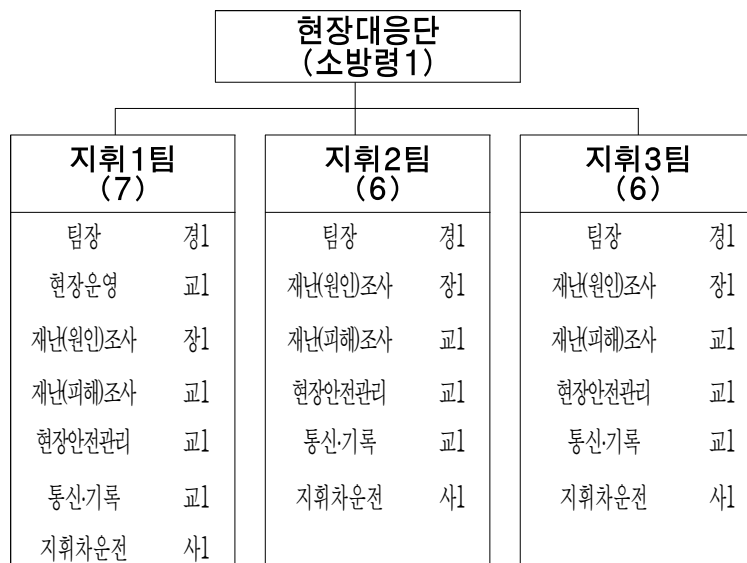 현장대응단
(소방령1)
지휘1팀
(7)
팀장 경1
현장운영 교1
재난(원인)조사 장1
재난(피해)조사 교1
현장안전관리 교1
통신·기록 교1
지휘차운전 사1
지휘2팀
(6)
팀장 경1
재난(원인)조사 장1
재난(피해)조사 교1
현장안전관리 교1
통신·기록 교1
지휘차운전 사1
지휘3팀
(6)
팀장 경1
재난(원인)조사 장1
재난(피해)조사 교1
현장안전관리 교1
통신·기록 교1
지휘차운전 사1